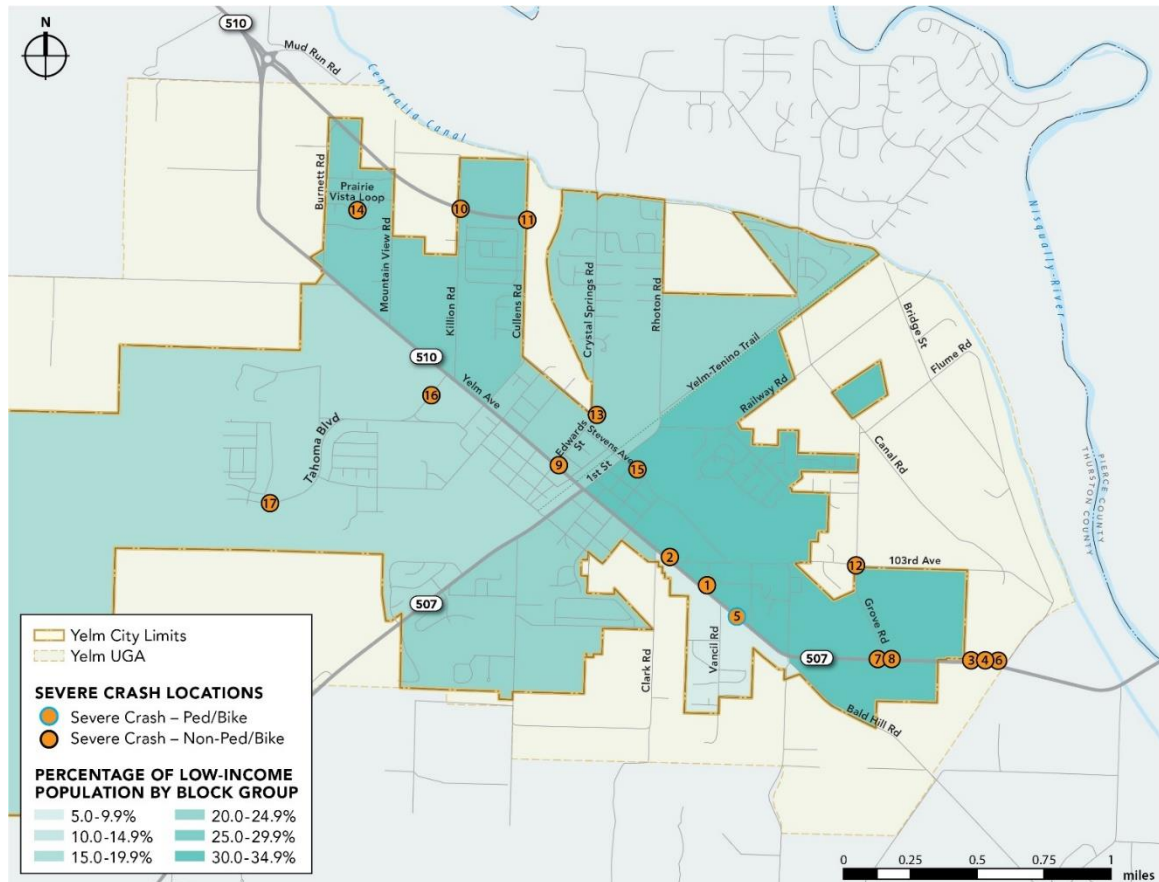 N
510
Mud Run Rd
Centralia Canal
Burnett Rd
Prairie
Vista Loop
14
10
11
Mountain View Rd
Killion Rd
Cullens Rd
Crystal Springs Rd
Rhoton Rd
Nisqually River
Bridge St
Flume Rd
Yelm-Tenino Trail
Railway Rd
510
Yelm Ave
16
13
Edwards St
Stevens Ave
Canal Rd
Tahoma Blvd
9
1st St
15
PIERCE COUNTY
THURSTON COUNTY
17
2
12
103rd Ave
1
507
5
Grove Rd
Vancil Rd
Clark Rd
507
7
8
3
4
6
Bald Hill Rd
Yelm City Limits
Yelm UGA
SEVERE CRASH LOCATIONS
Severe Crash – Ped/Bike
Severe Crash – Non-Ped/Bike
PERCENTAGE OF LOW-INCOME
POPULATION BY BLOCK GROUP
5.0-9.9%
20.0-24.9%
10.0-14.9%
25.0-29.9%
15.0-19.9%
30.0-34.9%
0 0.25 0.5 0.75 1
miles